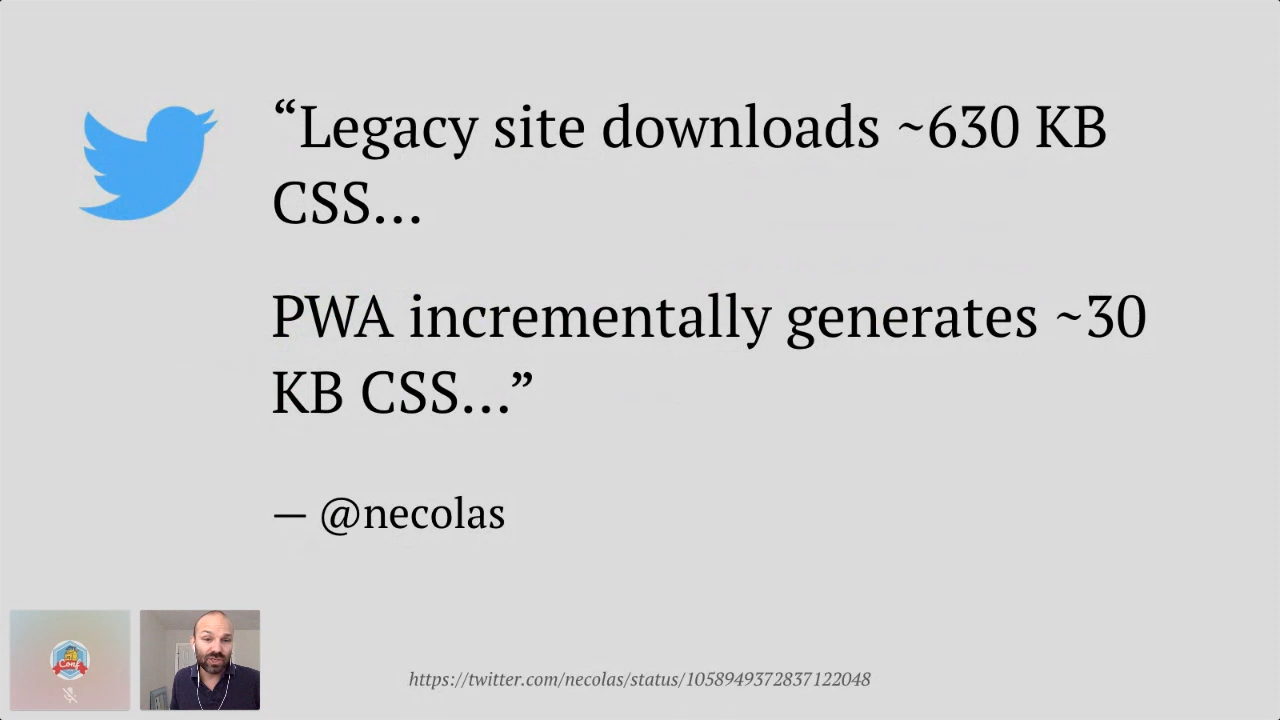 “Legacy site downloads ~630 KB
CSS…
PWA incrementally generates ~30
KB CSS…”
— @necolas
Conf
https://twitter.com/necolas/status/1058949372837122048